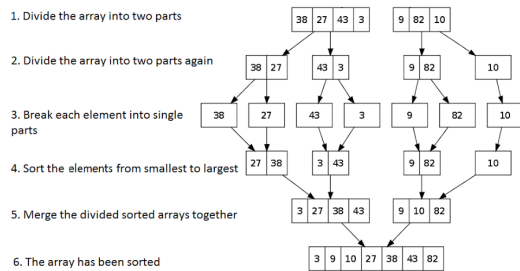 1. Divide the array into two parts
38 27 43 3
9 82 10
2. Divide the array into two parts again
38 27
43 3
9 82
10
3. Break each element into single
parts
38
27
43
3
9
82
10
4. Sort the elements from smallest to largest
27 38
3 43
9 82
10
5. Merge the divided sorted arrays together
3 27 38 43
9 10 82
6. The array has been sorted
3 9 10 27 38 43 82